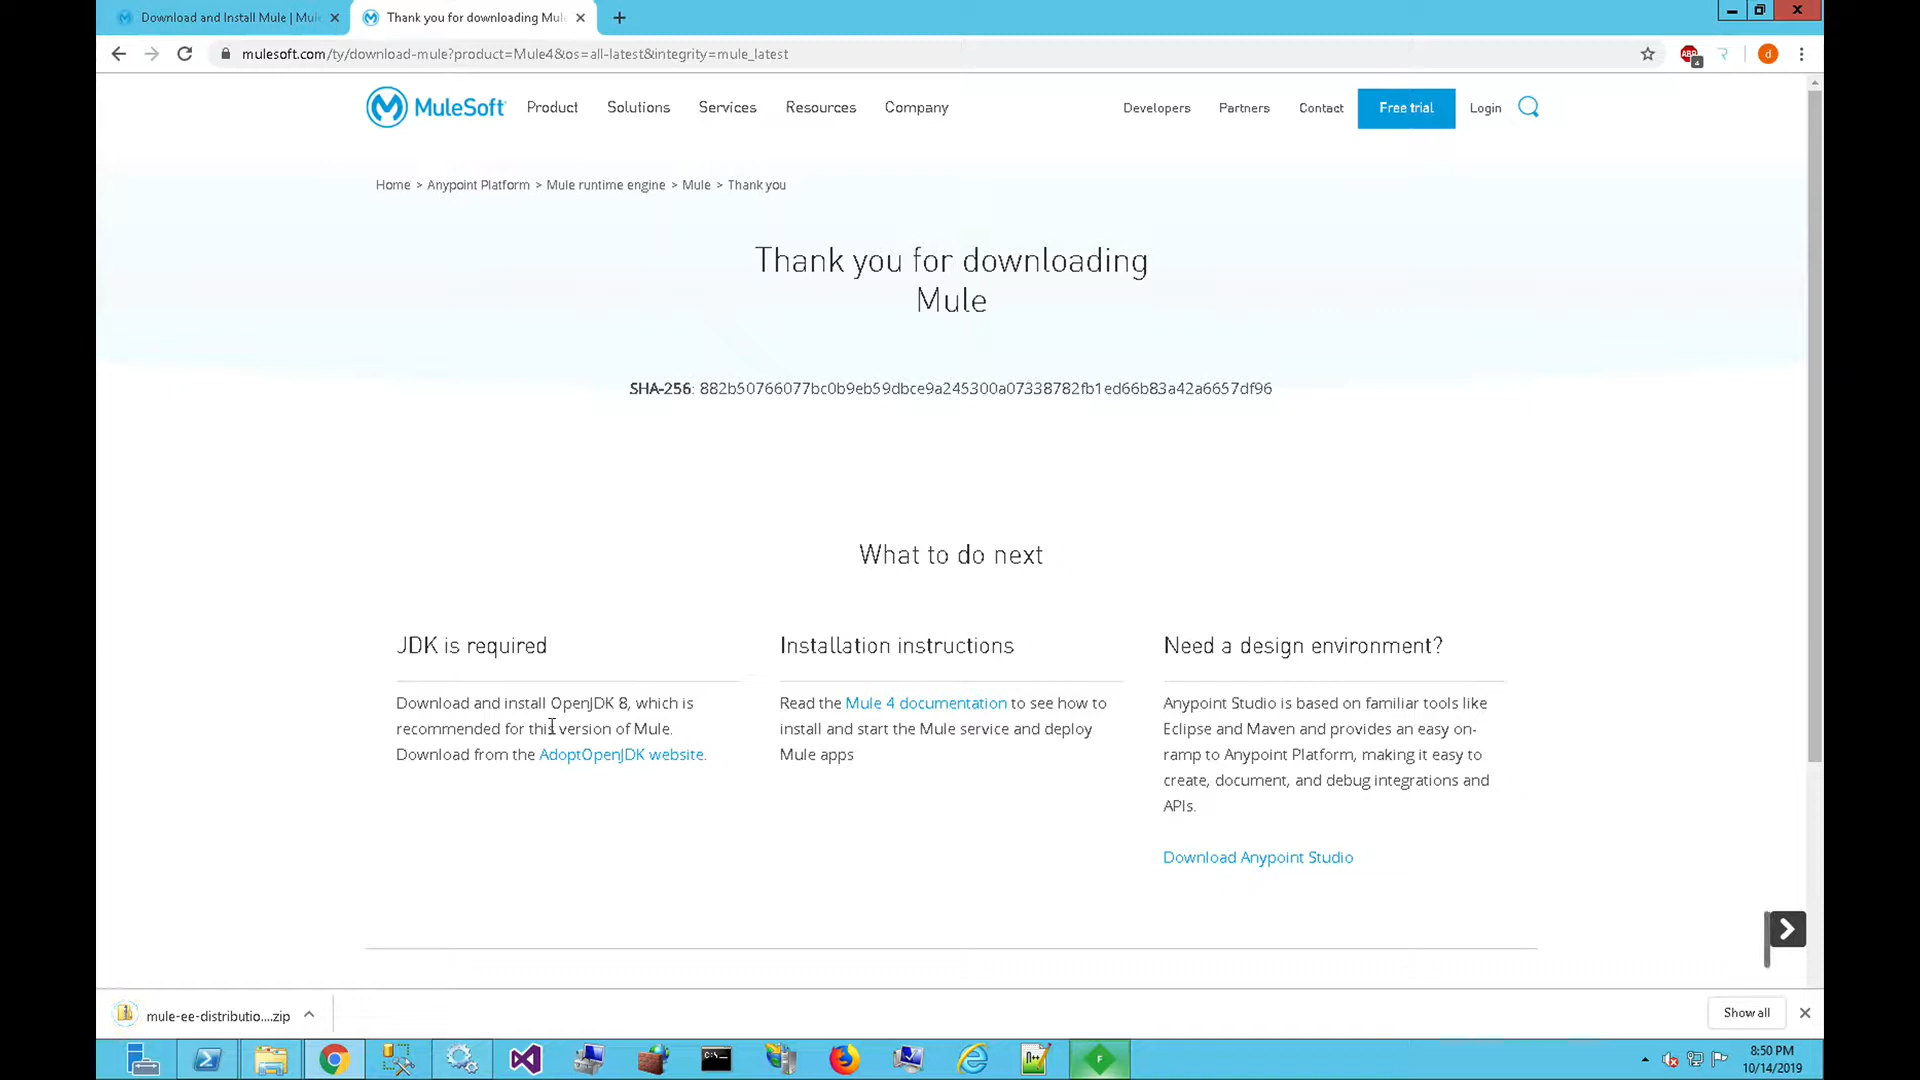 Download and Install Mule | Mul
Thank you for downloading Mule
mulesoft.com/ty/download-mule?product=Mule4&os=all-latest&integrity=mule_latest
ABP
4
d
MuleSoft
Product
Solutions
Services
Resources
Company
Developers
Partners
Contact
Free trial
Login
Home > Anypoint Platform > Mule runtime engine > Mule > Thank you
Thank you for downloading
Mule
SHA-256: 882b50766077bc0b9eb59dbce9a245300a07338782fb1ed66b83a42a6657df96
What to do next
JDK is required
Download and install OpenJDK 8, which is
recommended for this version of Mule.
Download from the AdoptOpenJDK website.
Installation instructions
Read the Mule 4 documentation to see how to
install and start the Mule service and deploy
Mule apps
Need a design environment?
Anypoint Studio is based on familiar tools like
Eclipse and Maven and provides an easy on-
ramp to Anypoint Platform, making it easy to
create, document, and debug integrations and
APIs.
Download Anypoint Studio
mule-ee-distributio....zip
Show all
F
8:50 PM
10/14/2019